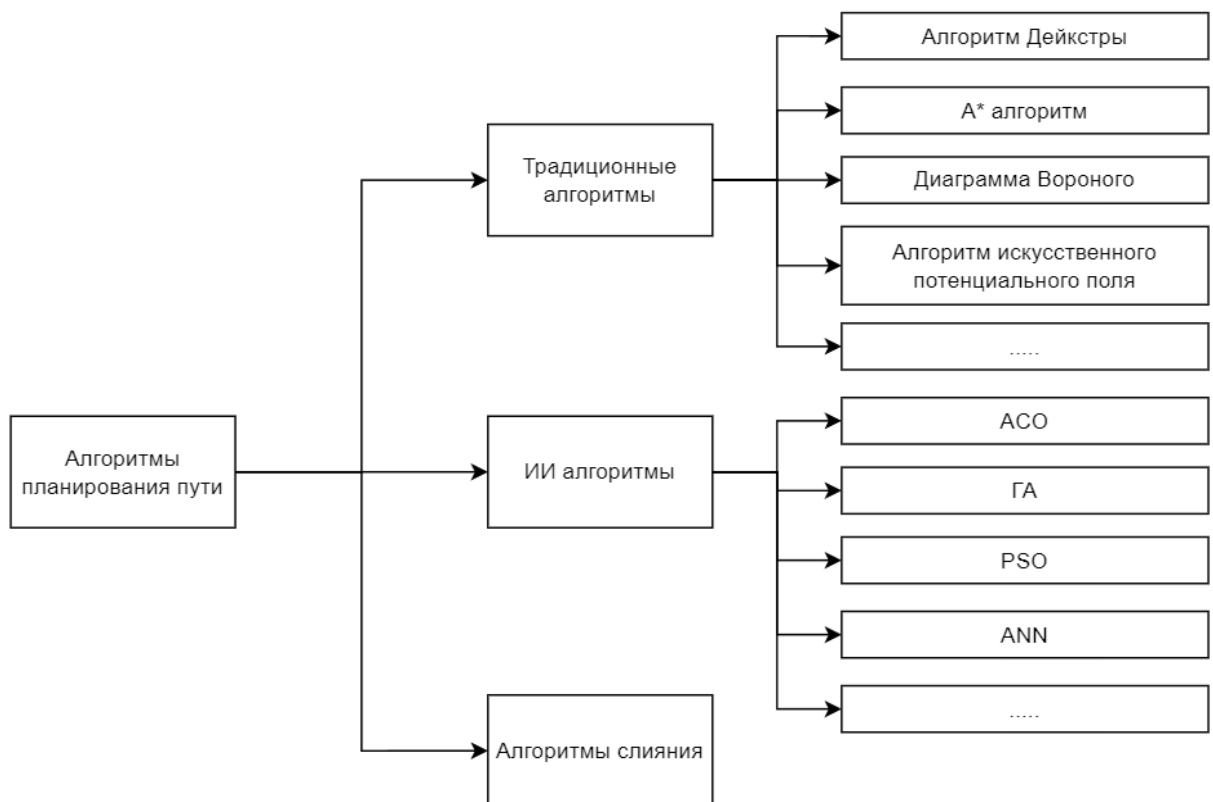 Алгоритмы
планирования пути
Традиционные
алгоритмы
Алгоритм Дейкстры
А* алгоритм
Диаграмма Вороного
Алгоритм искусственного
потенциального поля
.....
ИИ алгоритмы
ACO
ГА
PSO
ANN
.....
Алгоритмы слияния